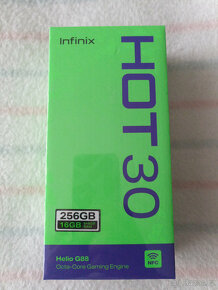 Infinix
HOT 30
256GB
16GB
Helio G88
Octa-Core Gaming Engine
NFC